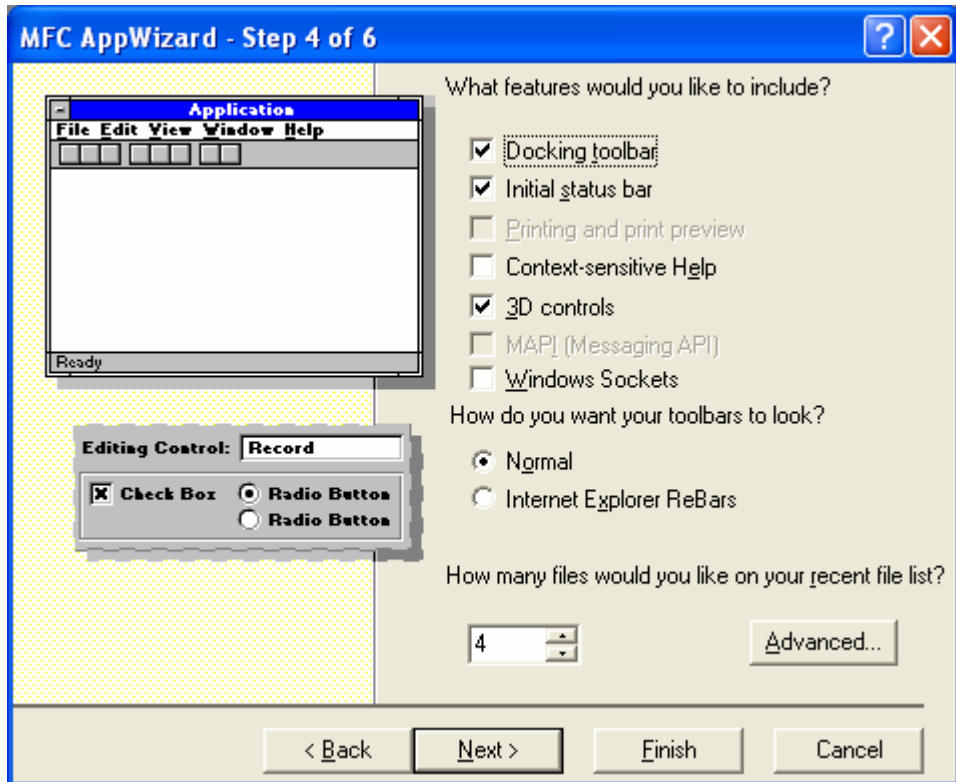 MFC AppWizard - Step 4 of 6
Application
File Edit View Window Help
Ready
Editing Control: Record
Check Box Radio Button
Radio Button
What features would you like to include?
Docking toolbar
Initial status bar
Printing and print preview
Context-sensitive Help
3D controls
MAPI (Messaging API)
Windows Sockets
How do you want your toolbars to look?
Normal
Internet Explorer ReBars
How many files would you like on your recent file list?
4 Advanced...
< Back Next > Finish Cancel